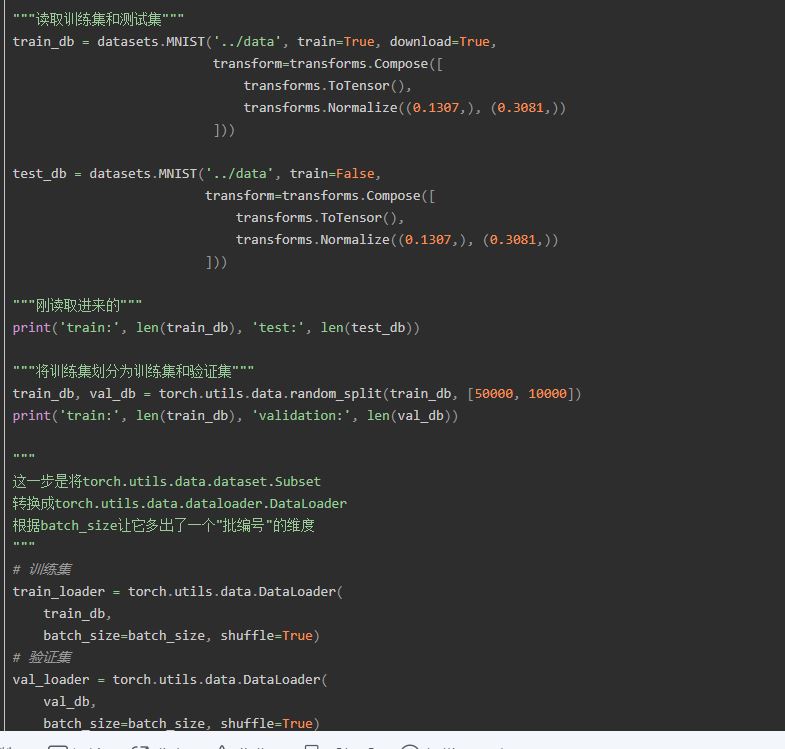 """读取训练集和测试集"""
train_db = datasets.MNIST('../data', train=True, download=True,
                          transform=transforms.Compose([
                              transforms.ToTensor(),
                              transforms.Normalize((0.1307,), (0.3081,))
                          ]))

test_db = datasets.MNIST('../data', train=False,
                         transform=transforms.Compose([
                             transforms.ToTensor(),
                             transforms.Normalize((0.1307,), (0.3081,))
                         ]))

"""刚读取进来的"""
print('train:', len(train_db), 'test:', len(test_db))

"""将训练集划分为训练集和验证集"""
train_db, val_db = torch.utils.data.random_split(train_db, [50000, 10000])
print('train:', len(train_db), 'validation:', len(val_db))

"""
这一步是将torch.utils.data.dataset.Subset
转换成torch.utils.data.dataloader.DataLoader
根据batch_size让它多出了一个"批编号"的维度
"""
# 训练集
train_loader = torch.utils.data.DataLoader(
    train_db,
    batch_size=batch_size, shuffle=True)
# 验证集
val_loader = torch.utils.data.DataLoader(
    val_db,
    batch_size=batch_size, shuffle=True)